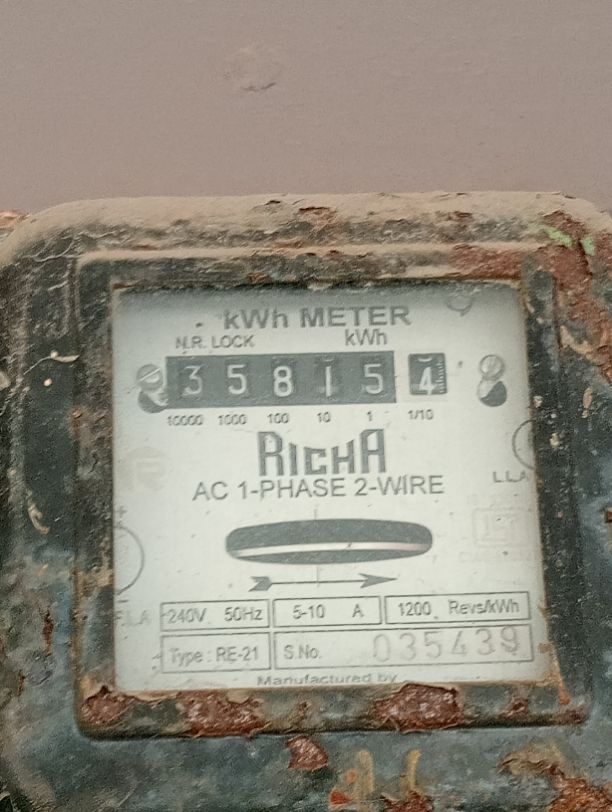 kWh METER
N.R. LOCK kWh
3 5 8 1 5 4
10000 1000 100 10 1 1/10
RICHA
AC 1-PHASE 2-WIRE
L.L.A
F.L.A
240V 50Hz 5-10 A 1200 Revs/kWh
Type : RE-21 S.No. 035439
Manufactured by